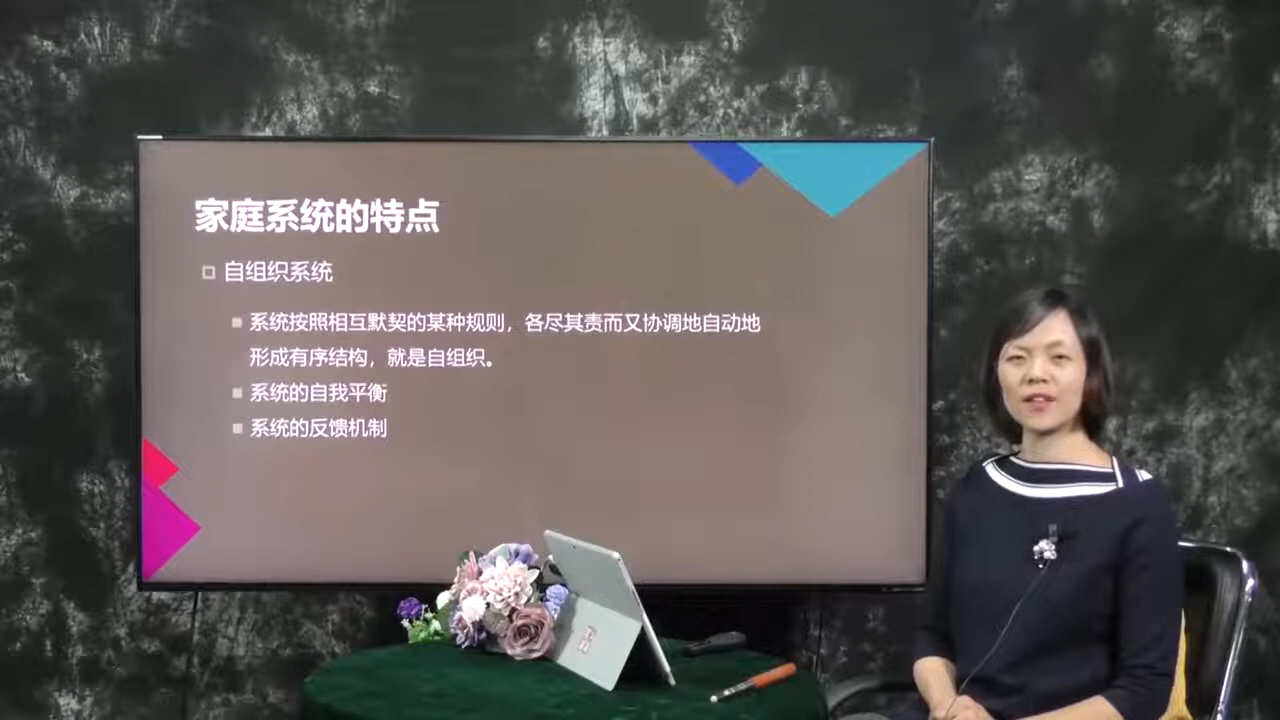 家庭系统的特点
自组织系统
系统按照相互默契的某种规则，各尽其责而又协调地自动地
形成有序结构，就是自组织。
系统的自我平衡
系统的反馈机制